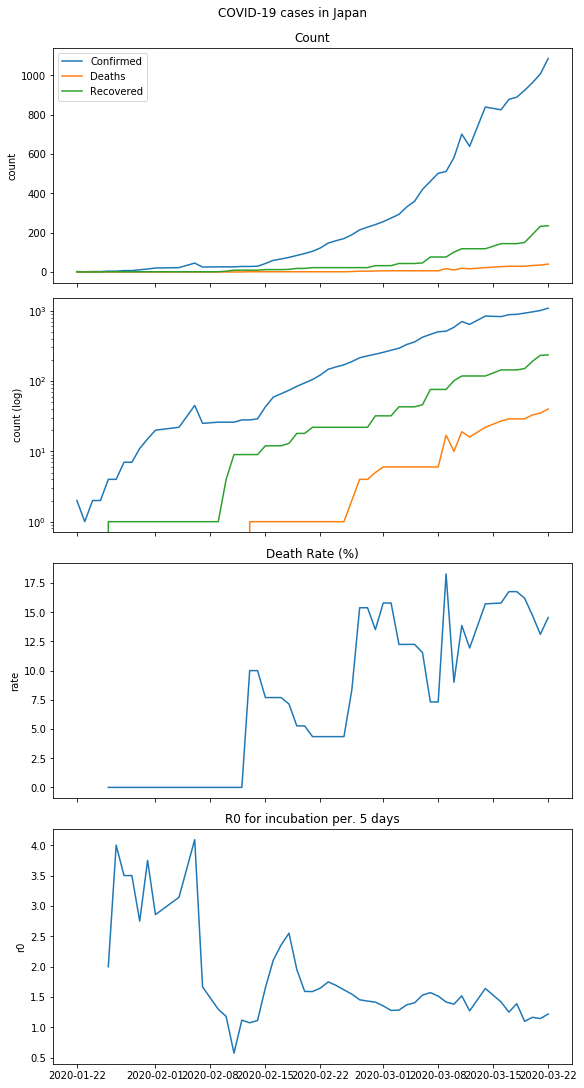 COVID-19 cases in Japan
Count
Confirmed
Deaths
Recovered
count
1000
800
600
400
200
0
count (log)
10³
10²
10¹
10⁰
Death Rate (%)
rate
17.5
15.0
12.5
10.0
7.5
5.0
2.5
0.0
R0 for incubation per. 5 days
r0
4.0
3.5
3.0
2.5
2.0
1.5
1.0
0.5
2020-01-22 2020-02-01 2020-02-08 2020-02-15 2020-02-22 2020-03-01 2020-03-08 2020-03-15 2020-03-22